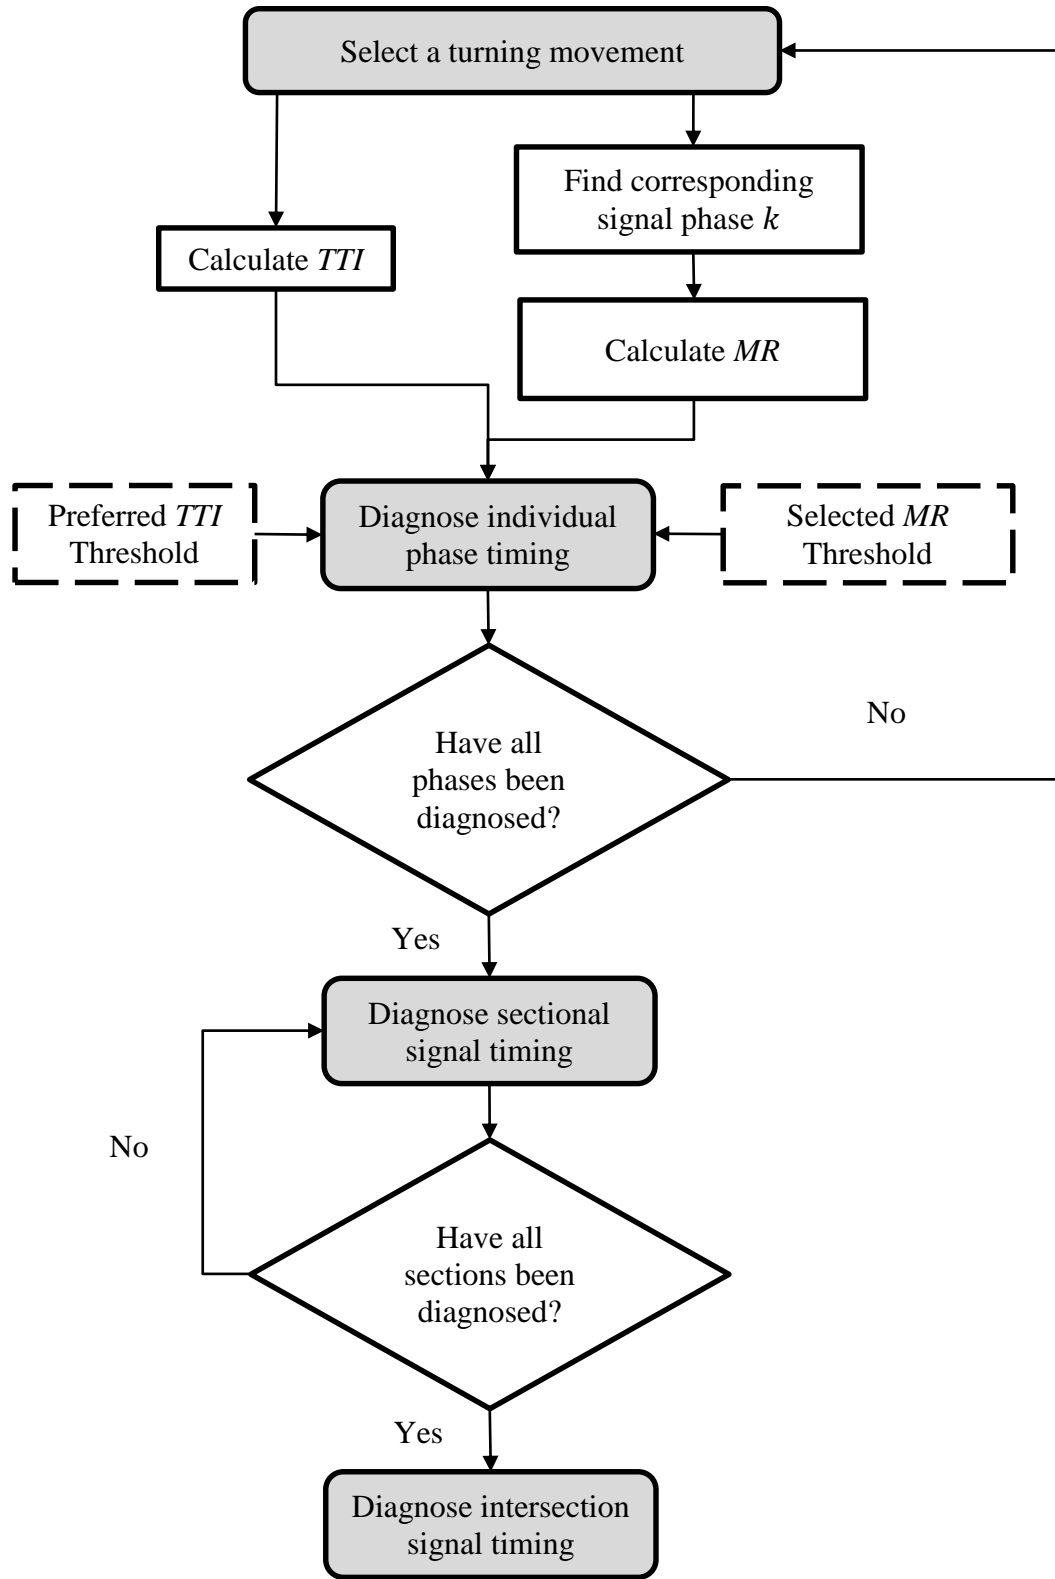 Select a turning movement
Find corresponding
signal phase k
Calculate TTI
Calculate MR
Preferred TTI
Threshold
Diagnose individual
phase timing
Selected MR
Threshold
No
Have all
phases been
diagnosed?
Yes
Diagnose sectional
signal timing
No
Have all
sections been
diagnosed?
Yes
Diagnose intersection
signal timing